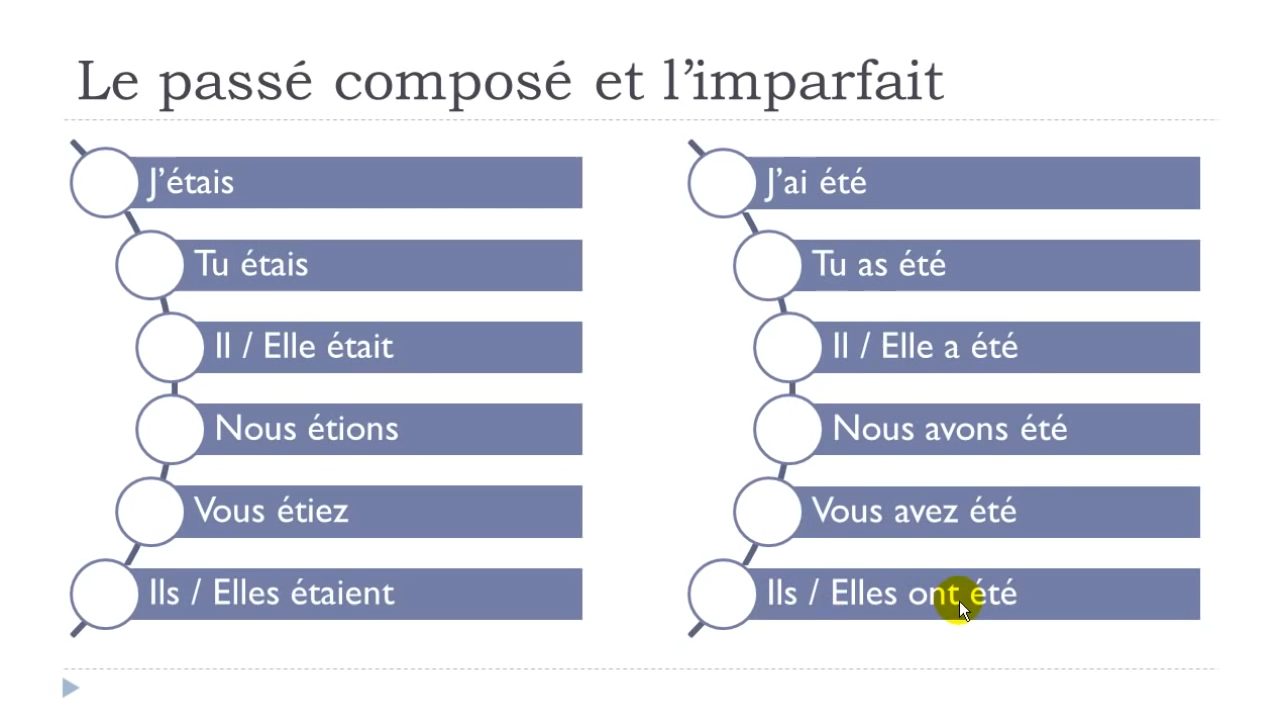 Le passé composé et l’imparfait
J’étais
Tu étais
Il / Elle était
Nous étions
Vous étiez
Ils / Elles étaient
J’ai été
Tu as été
Il / Elle a été
Nous avons été
Vous avez été
Ils / Elles ont été